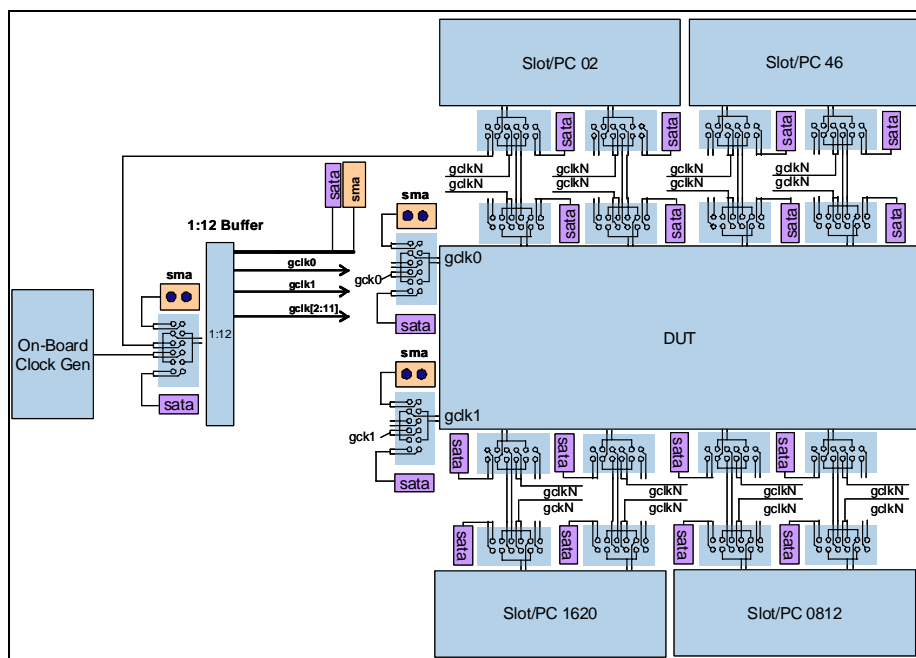 Slot/PC 02
Slot/PC 46
sata
sata
sata
sata
gclkN
gclkN
gclkN
gclkN
gclkN
gclkN
gclkN
gclkN
sata
sata
sata
sata
sata
sma
sma
1:12 Buffer
gclk0
gclk1
gclk[2:11]
gck0
gclk0
sata
sma
1:12
On-Board
Clock Gen
sata
DUT
sma
gclk1
gck1
sata
sata
sata
sata
sata
gclkN
gckN
gclkN
gclkN
gclkN
gckN
gclkN
gclkN
sata
sata
sata
sata
Slot/PC 1620
Slot/PC 0812